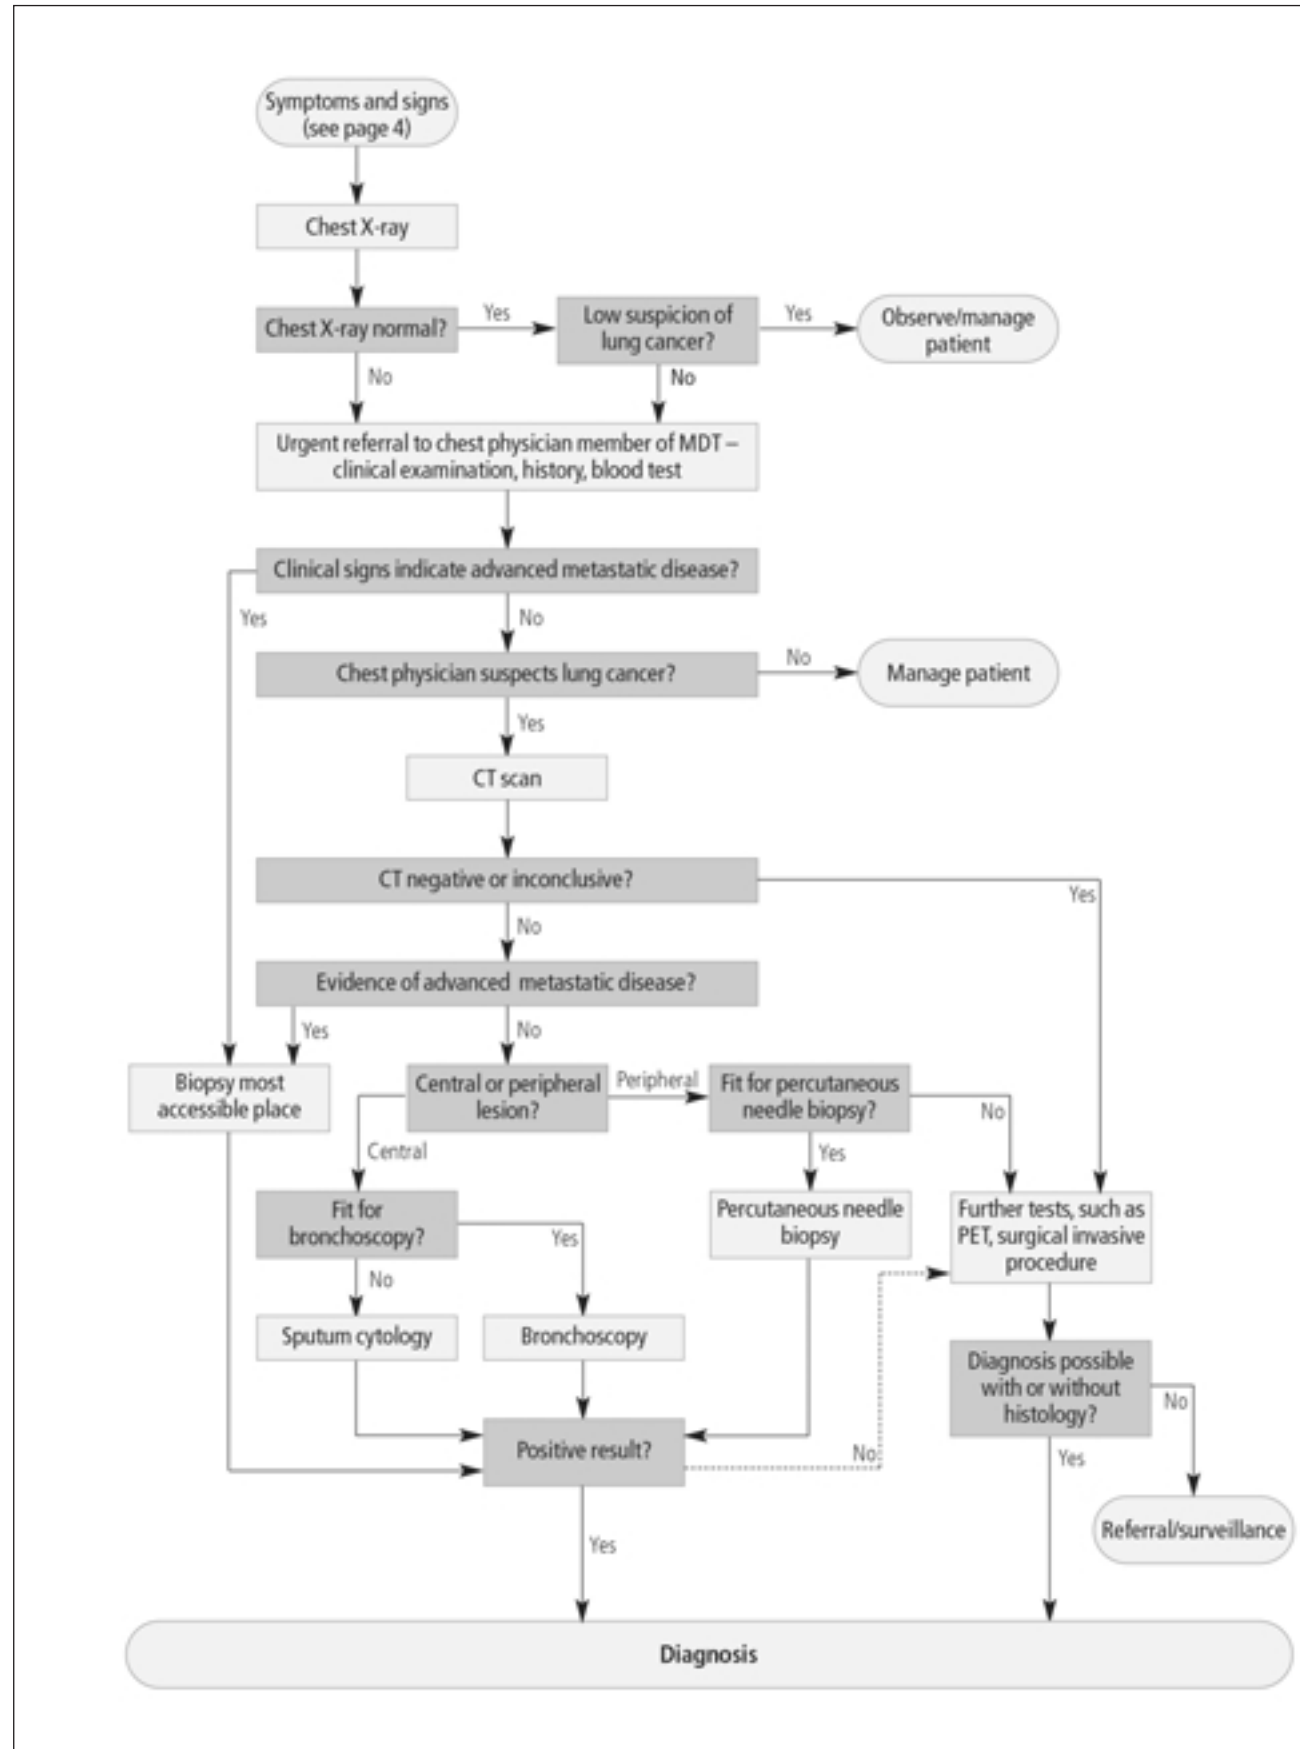 Symptoms and signs
(see page 4)
Chest X-ray
Chest X-ray normal?
Yes
Low suspicion of
lung cancer?
Yes
Observe/manage
patient
No
No
Urgent referral to chest physician member of MDT –
clinical examination, history, blood test
Clinical signs indicate advanced metastatic disease?
Yes
No
Chest physician suspects lung cancer?
No
Manage patient
Yes
CT scan
CT negative or inconclusive?
Yes
No
Evidence of advanced metastatic disease?
Yes
No
Biopsy most
accessible place
Central or peripheral
lesion?
Peripheral
Fit for percutaneous
needle biopsy?
No
Central
Yes
Fit for
bronchoscopy?
Yes
Percutaneous needle
biopsy
Further tests, such as
PET, surgical invasive
procedure
No
Sputum cytology
Bronchoscopy
Diagnosis possible
with or without
histology?
No
Positive result?
No
Yes
Referral/surveillance
Yes
Diagnosis